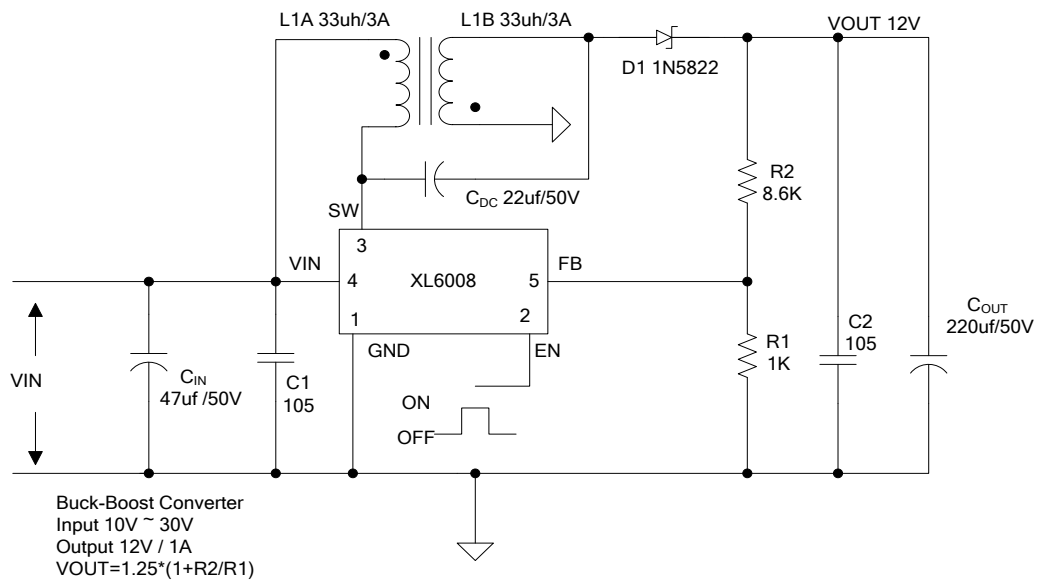 L1A 33uh/3A
L1B 33uh/3A
VOUT 12V
D1 1N5822
R2
8.6K
CDC 22uf/50V
SW
3
VIN
4
XL6008
5
FB
1
2
GND
EN
COUT
220uf/50V
C2
105
R1
1K
VIN
CIN
47uf /50V
C1
105
ON
OFF
Buck-Boost Converter
Input 10V ~ 30V
Output 12V / 1A
VOUT=1.25*(1+R2/R1)